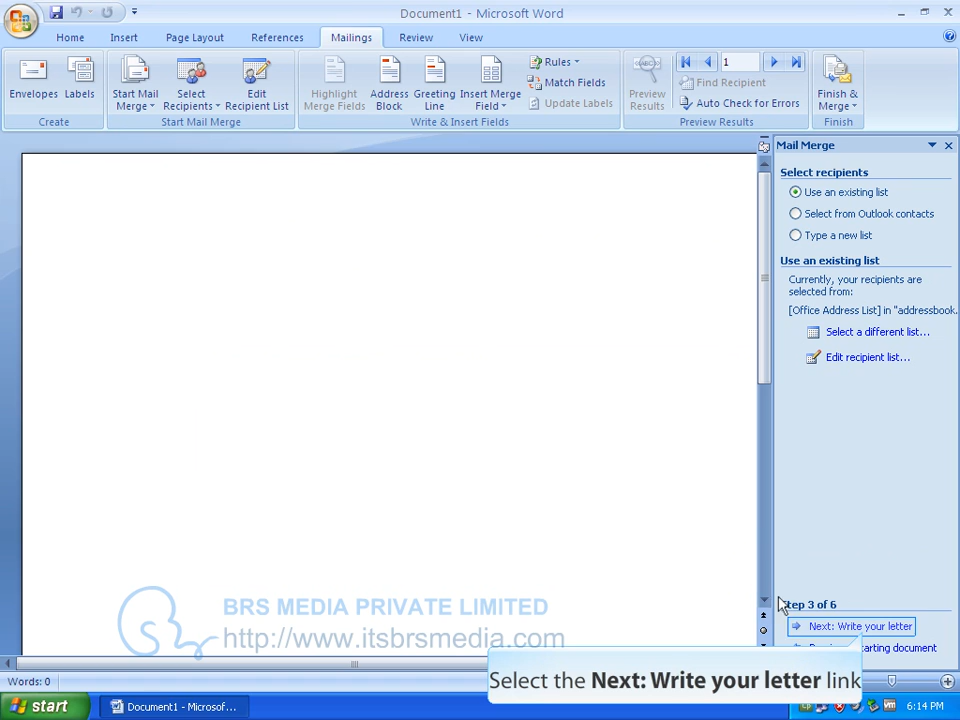 Document1 - Microsoft Word
Home Insert Page Layout References Mailings Review View
Envelopes Labels
Create
Start Mail Merge
Select Recipients
Edit Recipient List
Start Mail Merge
Highlight Merge Fields
Address Block
Greeting Line
Insert Merge Field
Rules
Match Fields
Update Labels
Write & Insert Fields
ABC
Preview Results
1
Find Recipient
Auto Check for Errors
Preview Results
Finish & Merge
Finish
Mail Merge
Select recipients
Use an existing list
Select from Outlook contacts
Type a new list
Use an existing list
Currently, your recipients are
selected from:
[Office Address List] in "addressbook.
Select a different list...
Edit recipient list...
Step 3 of 6
Next: Write your letter
tarting document
BRS MEDIA PRIVATE LIMITED
http://www.itsbrsmedia.com
Select the Next: Write your letter link
Words: 0
start
Document1 - Microsof...
6:14 PM